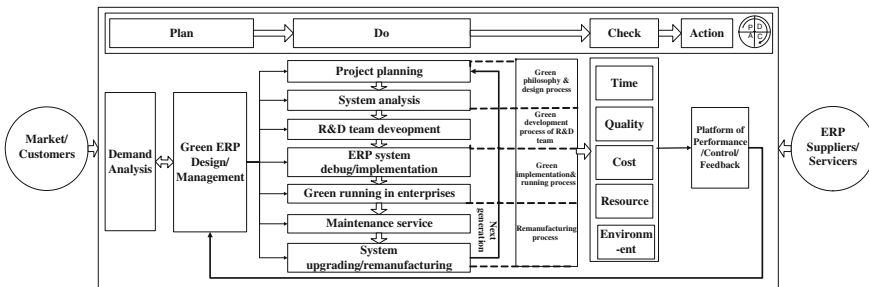 Plan
Do
Check
Action
P D
A C
Market/
Customers
Demand
Analysis
Green ERP
Design/
Management
Project planning
System analysis
R&D team deveopment
ERP system
debug/implementation
Green running in enterprises
Maintenance service
System
upgrading/remanufacturing
Next
generation
Green
philosophy &
design process
Green
development
process of R&D
team
Green
implementation&
running process
Remanufacturing
process
Time
Quality
Cost
Resource
Environm
-ent
Platform of
Performance
/Control/
Feedback
ERP
Suppliers/
Servicers